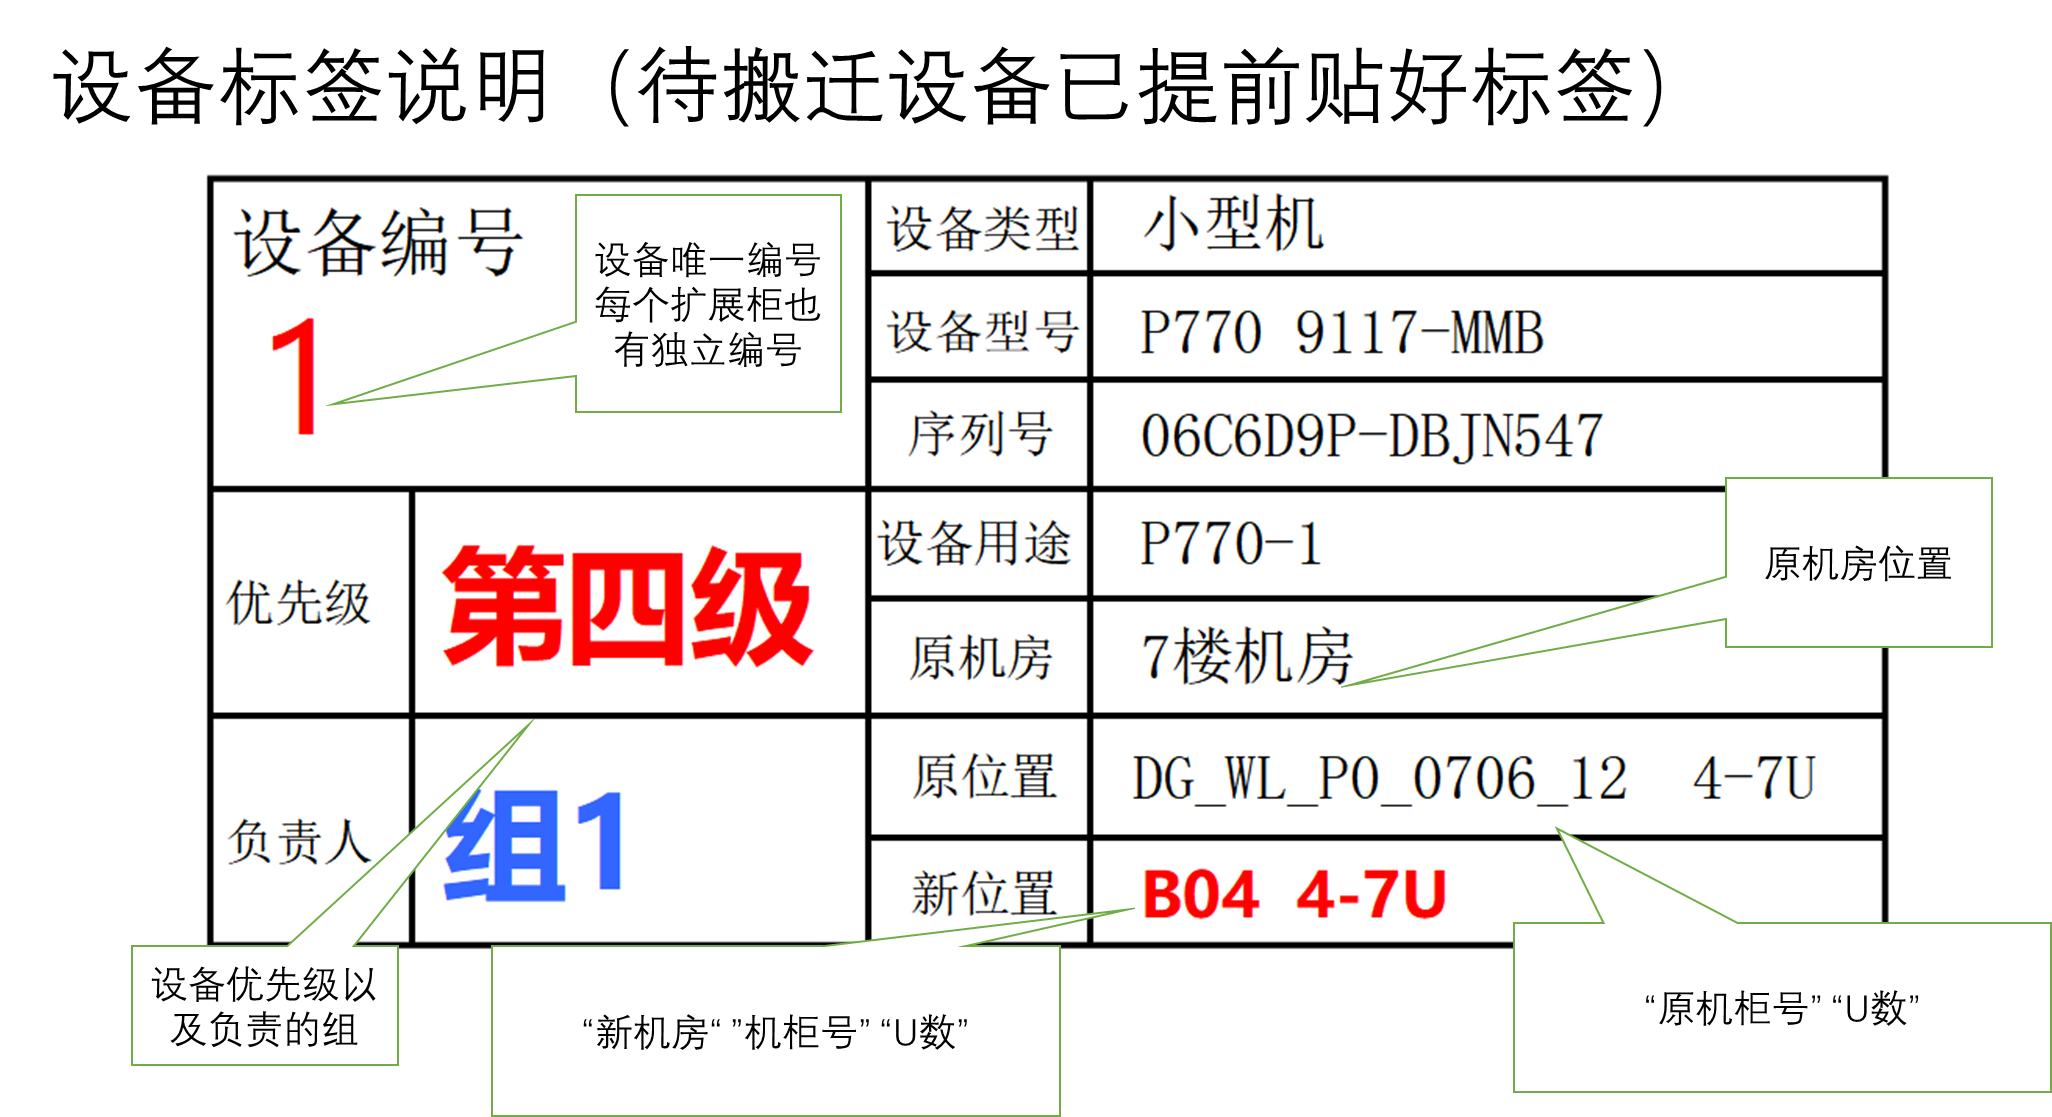 设备标签说明（待搬迁设备已提前贴好标签）
设备编号
1
设备唯一编号
每个扩展柜也
有独立编号
设备类型 小型机
设备型号 P770 9117-MMB
序列号 06C6D9P-DBJN547
优先级 第四级
设备用途 P770-1
原机房 7楼机房
原机房位置
负责人 组1
原位置 DG_WL_P0_0706_12 4-7U
新位置 B04 4-7U
设备优先级以
及负责的组
“新机房“ ”机柜号” “U数”
“原机柜号” “U数”